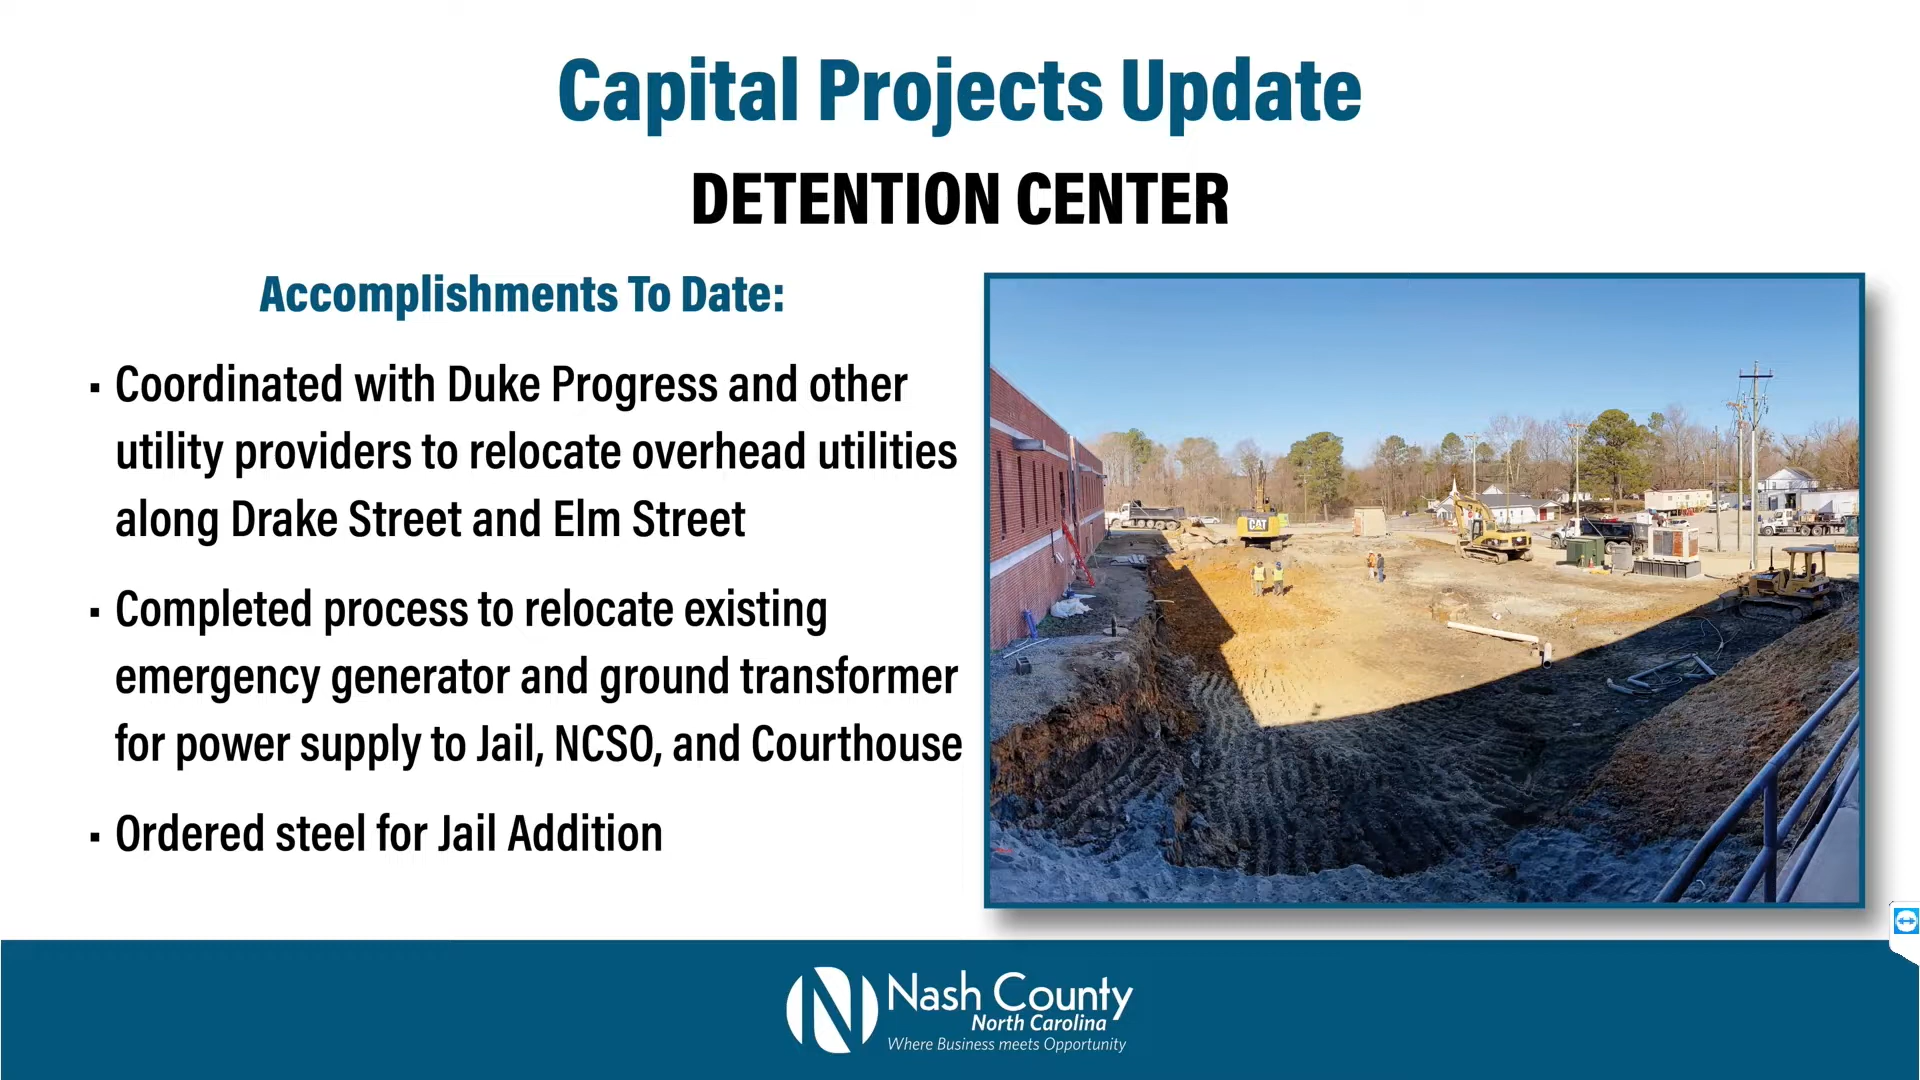 Capital Projects Update
DETENTION CENTER
Accomplishments To Date:
▪ Coordinated with Duke Progress and other
utility providers to relocate overhead utilities
along Drake Street and Elm Street
▪ Completed process to relocate existing
emergency generator and ground transformer
for power supply to Jail, NCSO, and Courthouse
▪ Ordered steel for Jail Addition
CAT
N Nash County
North Carolina
Where Business meets Opportunity